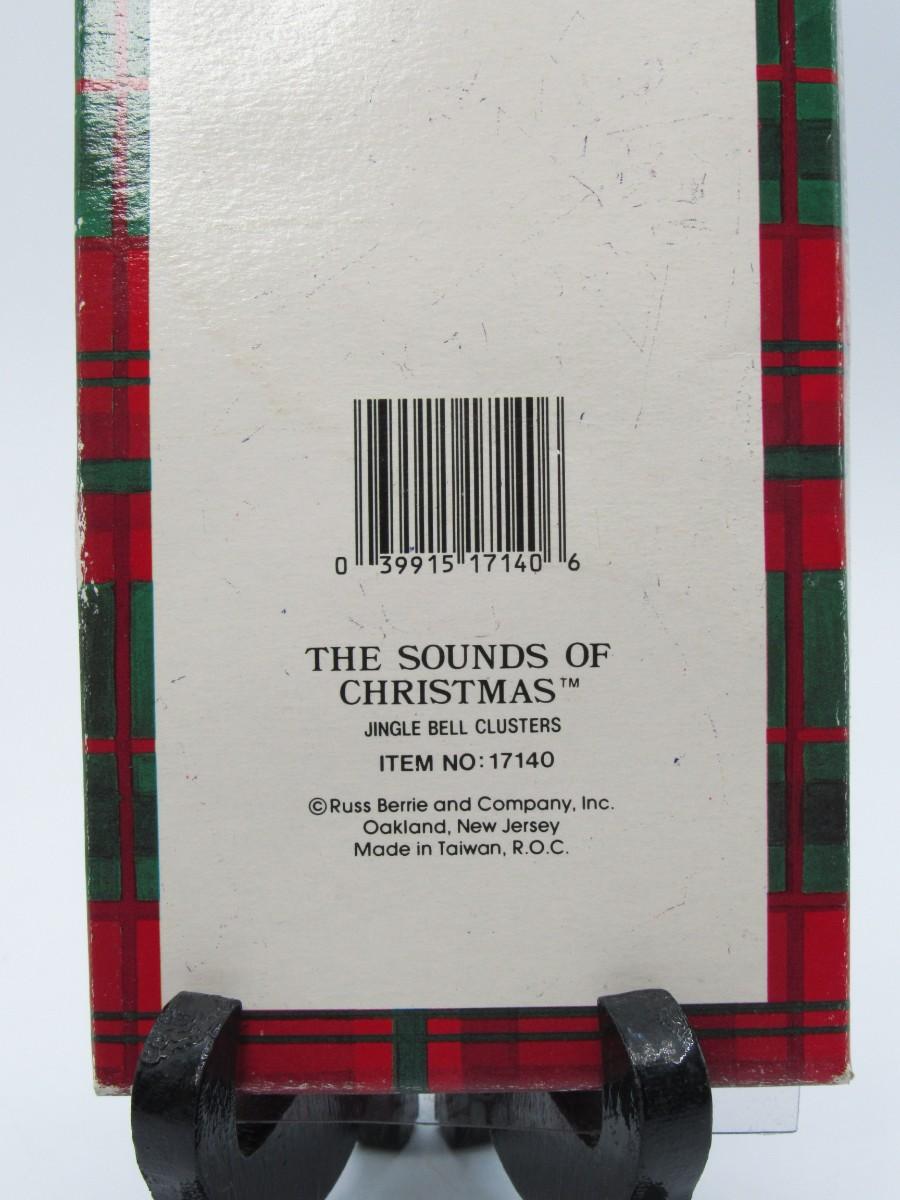 0 39915 17140 6
THE SOUNDS OF
CHRISTMAS™
JINGLE BELL CLUSTERS
ITEM NO: 17140
©Russ Berrie and Company, Inc.
Oakland, New Jersey
Made in Taiwan, R.O.C.